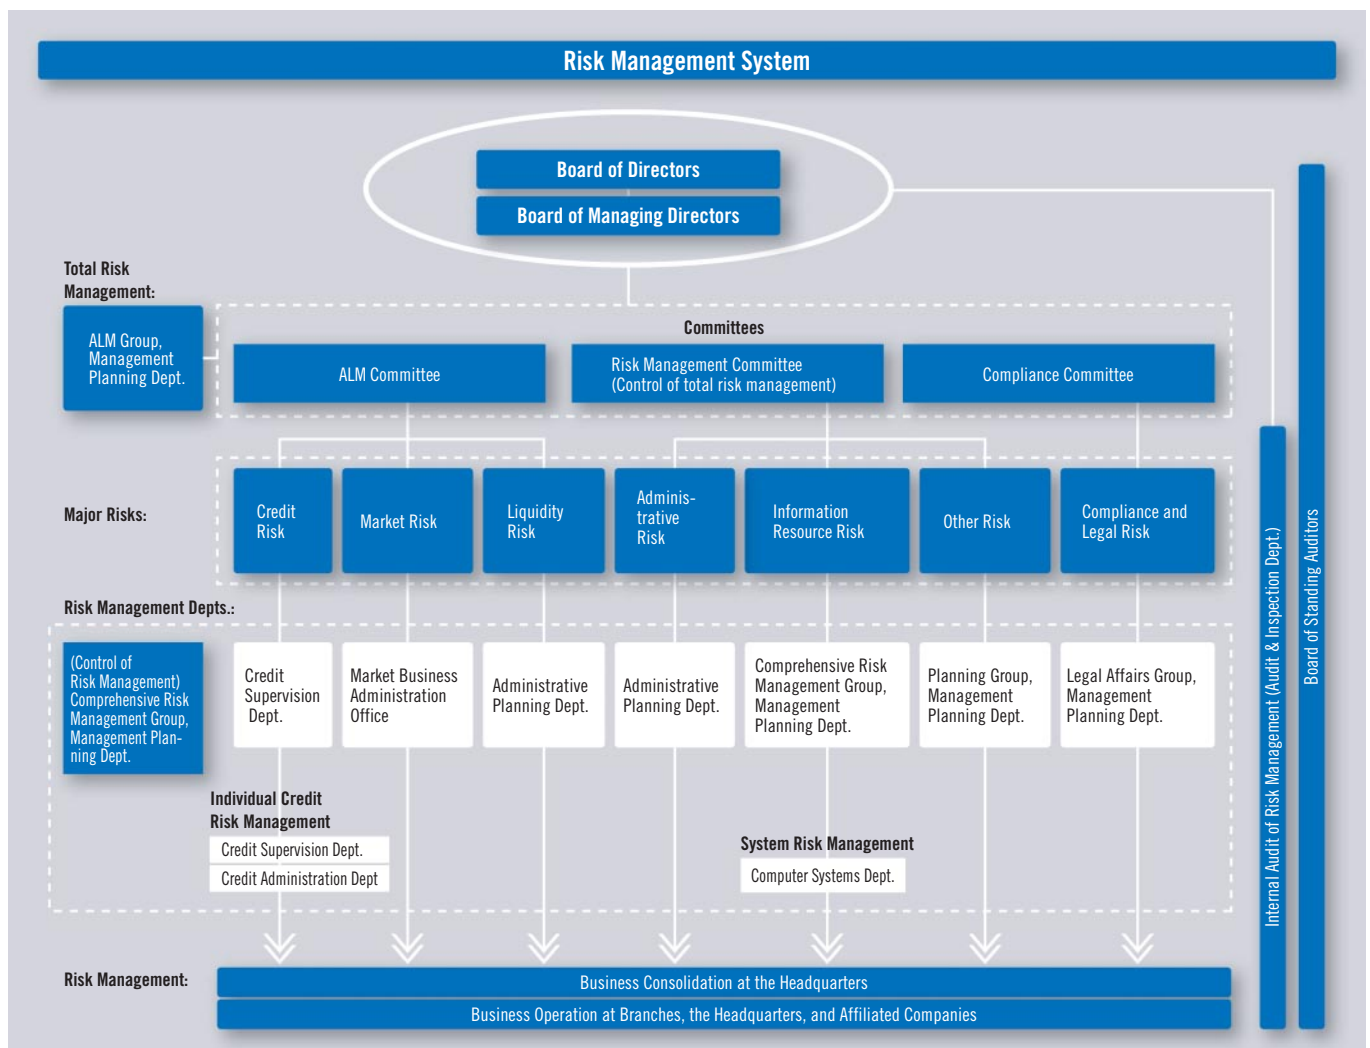 Risk Management System
Board of Directors
Board of Managing Directors
Total Risk
Management:
ALM Group,
Management
Planning Dept.
Committees
ALM Committee
Risk Management Committee
(Control of total risk management)
Compliance Committee
Major Risks:
Credit
Risk
Market Risk
Liquidity
Risk
Adminis-
trative
Risk
Information
Resource Risk
Other Risk
Compliance and
Legal Risk
Risk Management Depts.:
(Control of
Risk Management)
Comprehensive Risk
Management Group,
Management Plan-
ning Dept.
Credit
Supervision
Dept.
Market Business
Administration
Office
Administrative
Planning Dept.
Administrative
Planning Dept.
Comprehensive Risk
Management Group,
Management
Planning Dept.
Planning Group,
Management
Planning Dept.
Legal Affairs Group,
Management
Planning Dept.
Individual Credit
Risk Management
Credit Supervision Dept.
Credit Administration Dept
System Risk Management
Computer Systems Dept.
Risk Management:
Business Consolidation at the Headquarters
Business Operation at Branches, the Headquarters, and Affiliated Companies
Internal Audit of Risk Management (Audit & Inspection Dept.)
Board of Standing Auditors